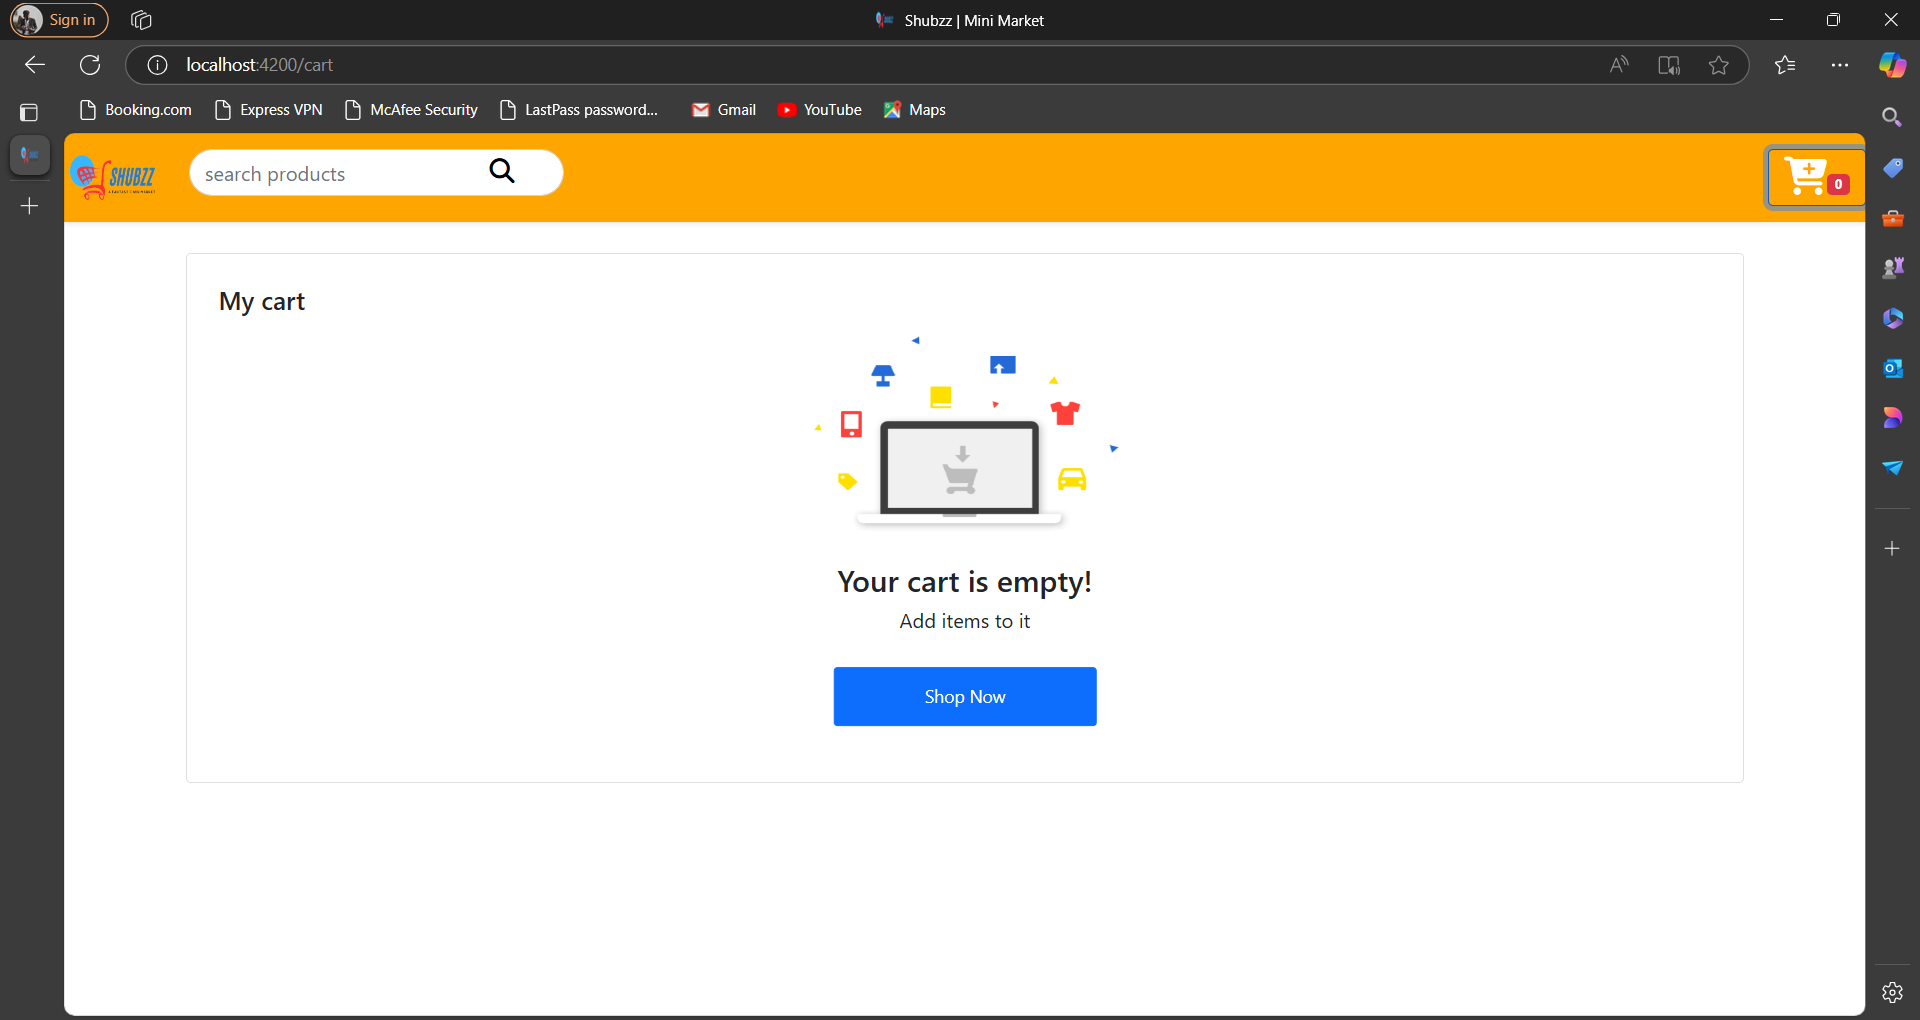 Sign in
Shubzz | Mini Market
localhost:4200/cart
Booking.com
Express VPN
McAfee Security
LastPass password...
Gmail
YouTube
Maps
SHUBZZ
search products
0
My cart
Your cart is empty!
Add items to it
Shop Now